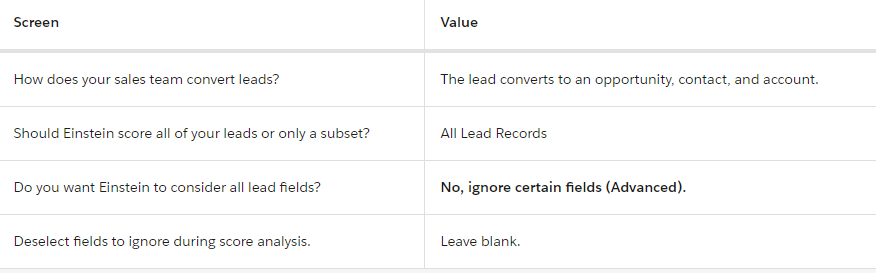 Screen Value
How does your sales team convert leads? The lead converts to an opportunity, contact, and account.
Should Einstein score all of your leads or only a subset? All Lead Records
Do you want Einstein to consider all lead fields? No, ignore certain fields (Advanced).
Deselect fields to ignore during score analysis. Leave blank.